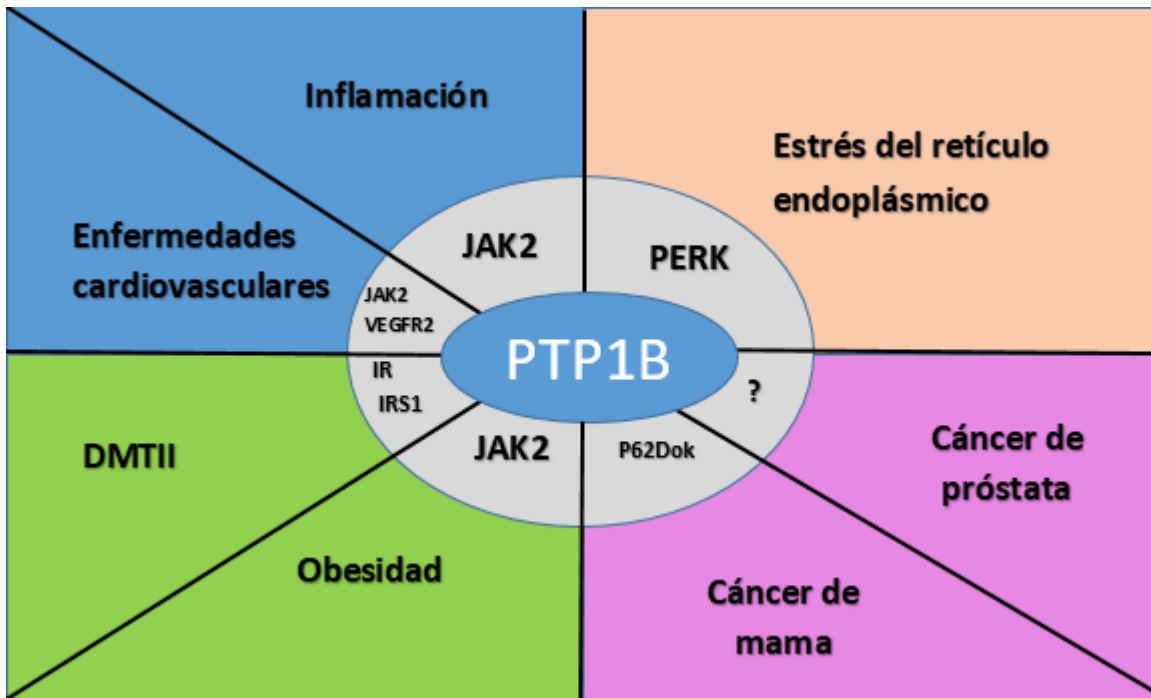 Inflamación
Estrés del retículo
endoplásmico
Enfermedades
cardiovasculares
JAK2
PERK
JAK2
VEGFR2
PTP1B
IR
IRS1
?
JAK2
P62Dok
DMTII
Obesidad
Cáncer de
próstata
Cáncer de
mama